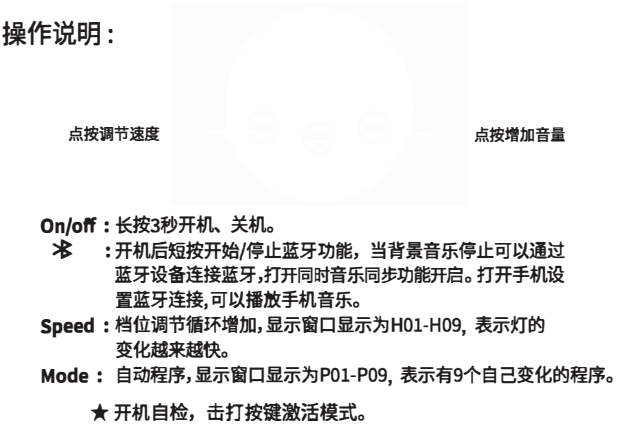 操作说明：
点按调节速度
点按增加音量
On/off：长按3秒开机、关机。
：开机后短按开始/停止蓝牙功能，当背景音乐停止可以通过
蓝牙设备连接蓝牙，打开同时音乐同步功能开启。打开手机设
置蓝牙连接，可以播放手机音乐。
Speed：档位调节循环增加，显示窗口显示为H01-H09, 表示灯的
变化越来越快。
Mode： 自动程序，显示窗口显示为P01-P09, 表示有9个自己变化的程序。
★ 开机自检，击打按键激活模式。